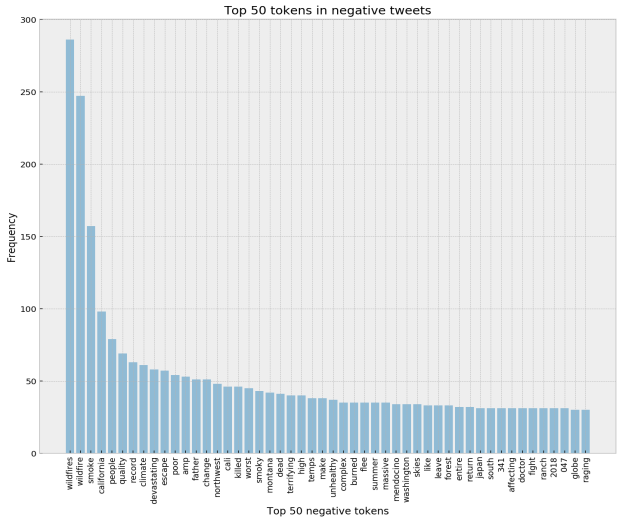 Top 50 tokens in negative tweets
300
250
200
150
100
50
0
Frequency
wildfires
wildfire
smoke
california
people
quality
record
climate
devastating
escape
poor
amp
father
change
northwest
cali
killed
worst
smoky
montana
dead
terrifying
high
temps
make
unhealthy
complex
burned
flee
summer
massive
mendocino
washington
skies
like
leave
forest
entire
return
japan
south
341
affecting
doctor
fight
ranch
2018
047
globe
raging
Top 50 negative tokens